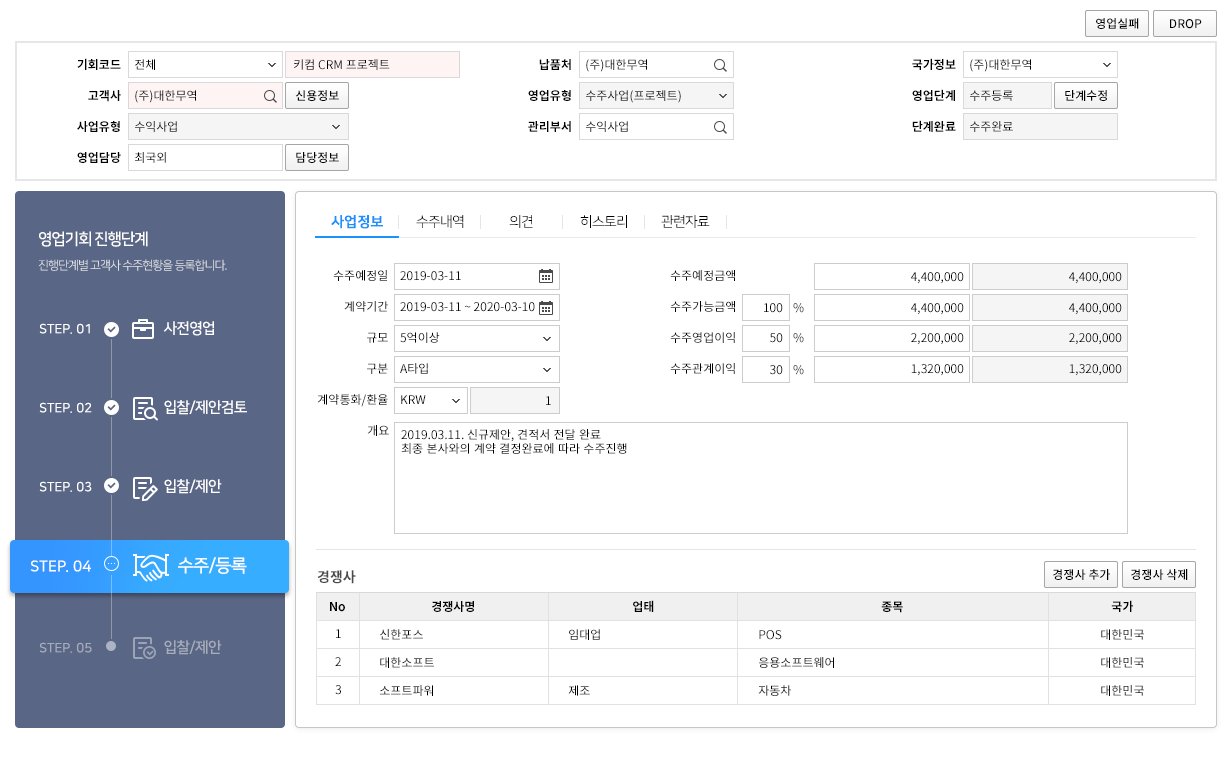 영업실패 DROP
기회코드 전체 키컴 CRM 프로젝트 납품처 (주)대한무역 국가정보 (주)대한무역
고객사 (주)대한무역 신용정보 영업유형 수주사업(프로젝트) 영업단계 수주등록 단계수정
사업유형 수익사업 관리부서 수익사업 단계완료 수주완료
영업담당 최국외 담당정보
영업기회 진행단계
진행단계별 고객사 수주현황을 등록합니다.
STEP. 01 사전영업
STEP. 02 입찰/제안검토
STEP. 03 입찰/제안
STEP. 04 수주/등록
STEP. 05 입찰/제안
사업정보 수주내역 의견 히스토리 관련자료
수주예정일 2019-03-11 수주예정금액 4,400,000 4,400,000
계약기간 2019-03-11 ~ 2020-03-10 수주가능금액 100 % 4,400,000 4,400,000
규모 5억이상 수주영업이익 50 % 2,200,000 2,200,000
구분 A타입 수주관계이익 30 % 1,320,000 1,320,000
계약통화/환율 KRW 1
개요 2019.03.11. 신규제안, 견적서 전달 완료
최종 본사와의 계약 결정완료에 따라 수주진행
경쟁사 경쟁사 추가 경쟁사 삭제
No 경쟁사명 업태 종목 국가
1 신한포스 임대업 POS 대한민국
2 대한소프트 응용소프트웨어 대한민국
3 소프트파워 제조 자동차 대한민국